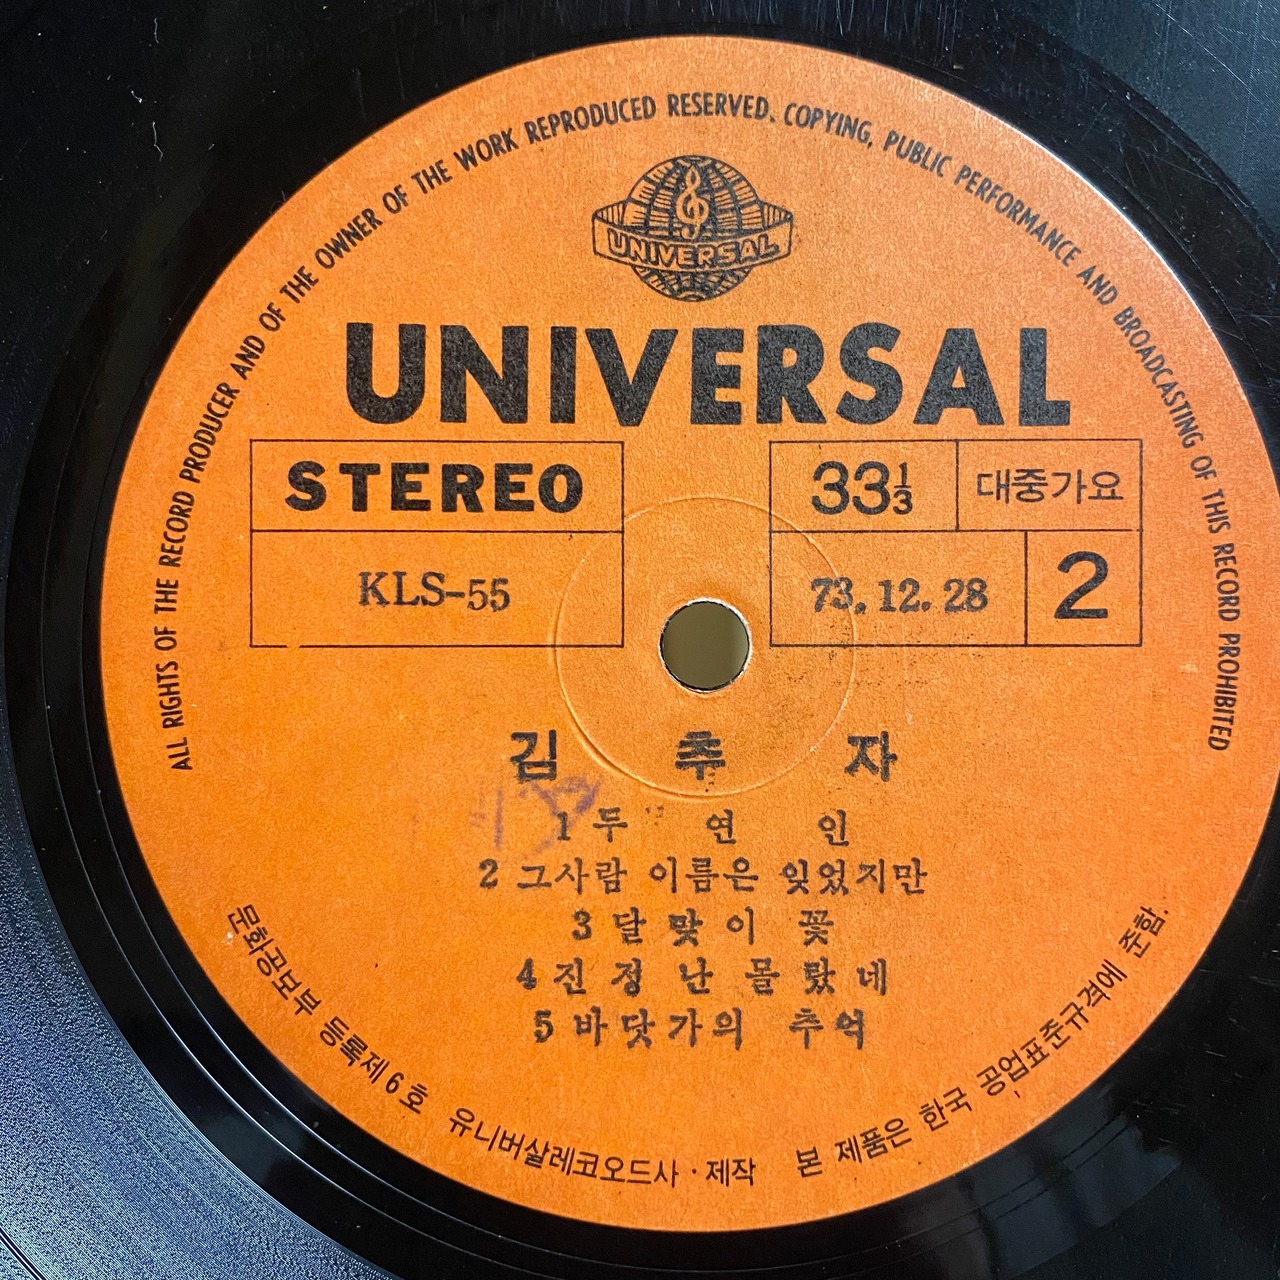 ALL RIGHTS OF THE RECORD PRODUCER AND OF THE OWNER OF THE WORK REPRODUCED RESERVED. COPYING, PUBLIC PERFORMANCE AND BROADCASTING OF THIS RECORD PROHIBITED
UNIVERSAL
UNIVERSAL
STEREO
33⅓ 대중가요
KLS-55
73.12.28 2
김 추 자
1 두 연 인
2 그사람 이름은 잊었지만
3 달 맞 이 꽃
4 진 정 난 몰 랐 네
5 바닷가의 추억
문화공보부 등록제 6 호 유니버살레코오드사 · 제작 본 제품은 한국 공업표준규격에 준함.